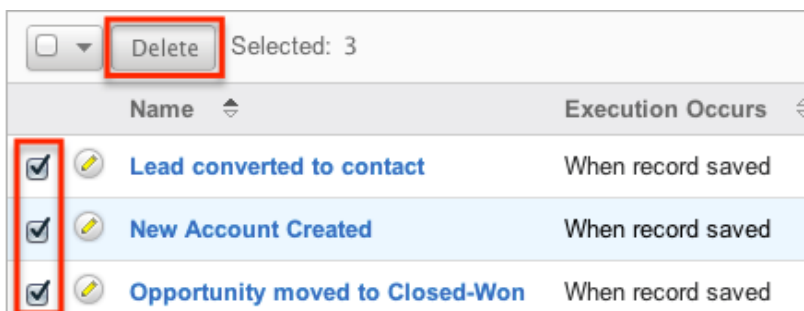 Delete Selected: 3
Name Execution Occurs
Lead converted to contact When record saved
New Account Created When record saved
Opportunity moved to Closed-Won When record saved